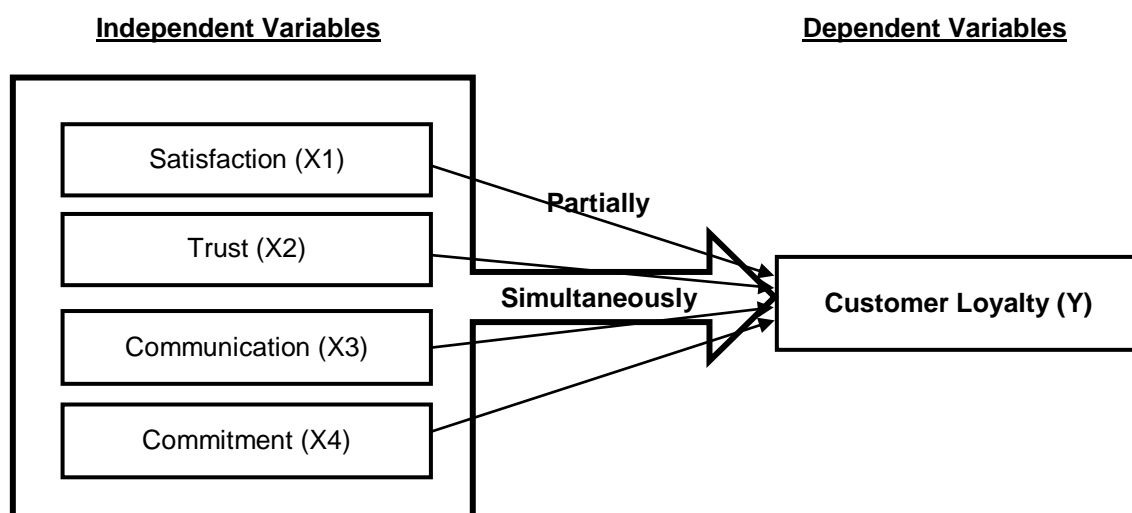 Independent Variables
Dependent Variables
Satisfaction (X1)
Partially
Trust (X2)
Simultaneously
Customer Loyalty (Y)
Communication (X3)
Commitment (X4)